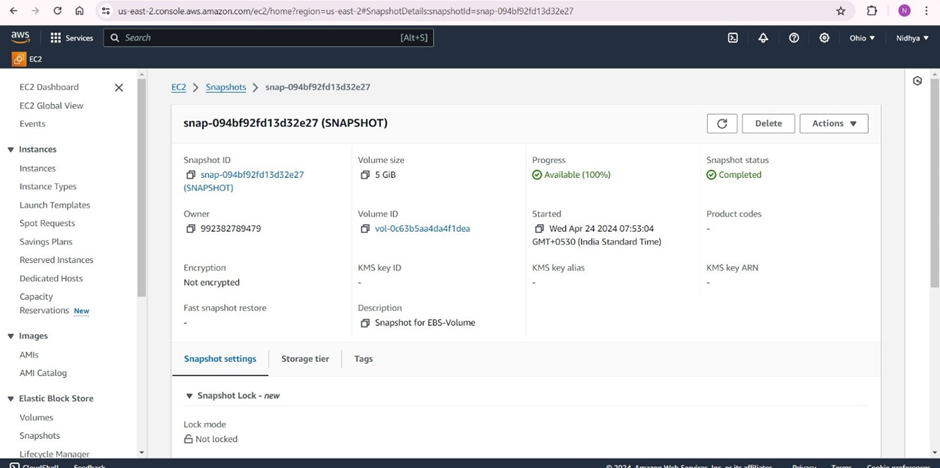 us-east-2.console.aws.amazon.com/ec2/home?region=us-east-2#SnapshotDetails:snapshotId=snap-094bf92fd13d32e27
N
aws
Services
Search
[Alt+S]
Ohio
Nidhya
EC2
EC2 Dashboard
EC2 Global View
Events
Instances
Instances
Instance Types
Launch Templates
Spot Requests
Savings Plans
Reserved Instances
Dedicated Hosts
Capacity
Reservations New
Images
AMIs
AMI Catalog
Elastic Block Store
Volumes
Snapshots
Lifecycle Manager
EC2 > Snapshots > snap-094bf92fd13d32e27
snap-094bf92fd13d32e27 (SNAPSHOT)
Delete
Actions
Snapshot ID
snap-094bf92fd13d32e27
(SNAPSHOT)
Volume size
5 GiB
Progress
Available (100%)
Snapshot status
Completed
Owner
992382789479
Volume ID
vol-0c63b5aa4da4f1dea
Started
Wed Apr 24 2024 07:53:04
GMT+0530 (India Standard Time)
Product codes
-
Encryption
Not encrypted
KMS key ID
-
KMS key alias
-
KMS key ARN
-
Fast snapshot restore
-
Description
Snapshot for EBS-Volume
Snapshot settings
Storage tier
Tags
Snapshot Lock - new
Lock mode
Not locked
CloudShell
Feedback
© 2024, Amazon Web Services, Inc. or its affiliates.
Privacy
Terms
Cookie preferences